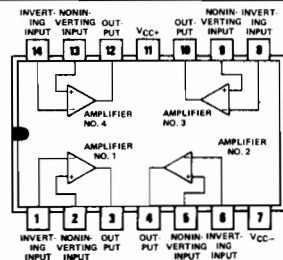 INVERT-
ING
INPUT
NONIN-
VERTING
INPUT
OUT-
PUT
VCC+
OUT-
PUT
NONIN-
VERTING
INPUT
INVERT-
ING
INPUT
14 13 12 11 10 9 8
AMPLIFIER
NO. 4
AMPLIFIER
NO. 3
AMPLIFIER
NO. 1
AMPLIFIER
NO. 2
1 2 3 4 5 6 7
INVERT-
ING
INPUT
NONIN-
VERTING
INPUT
OUT
PUT
OUT-
PUT
NONIN-
VERTING
INPUT
INVERT-
ING
INPUT
VCC-